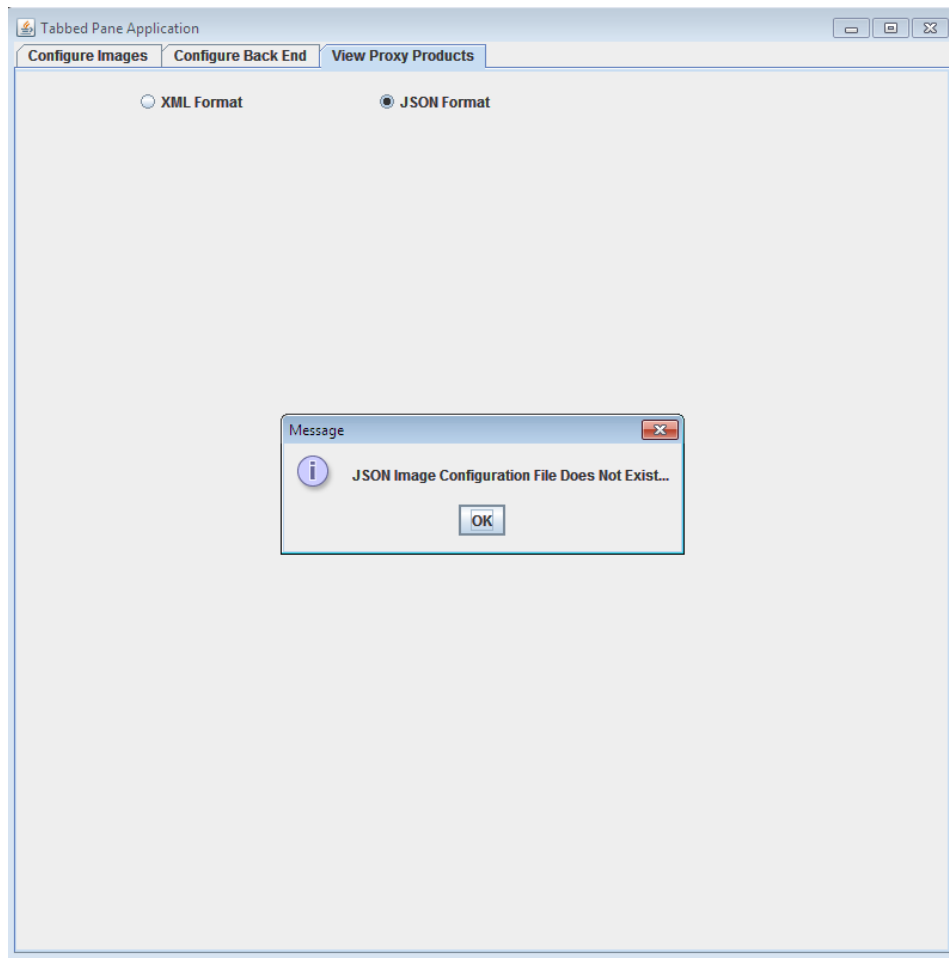 Tabbed Pane Application
Configure Images Configure Back End View Proxy Products
XML Format JSON Format
Message
i JSON Image Configuration File Does Not Exist...
OK